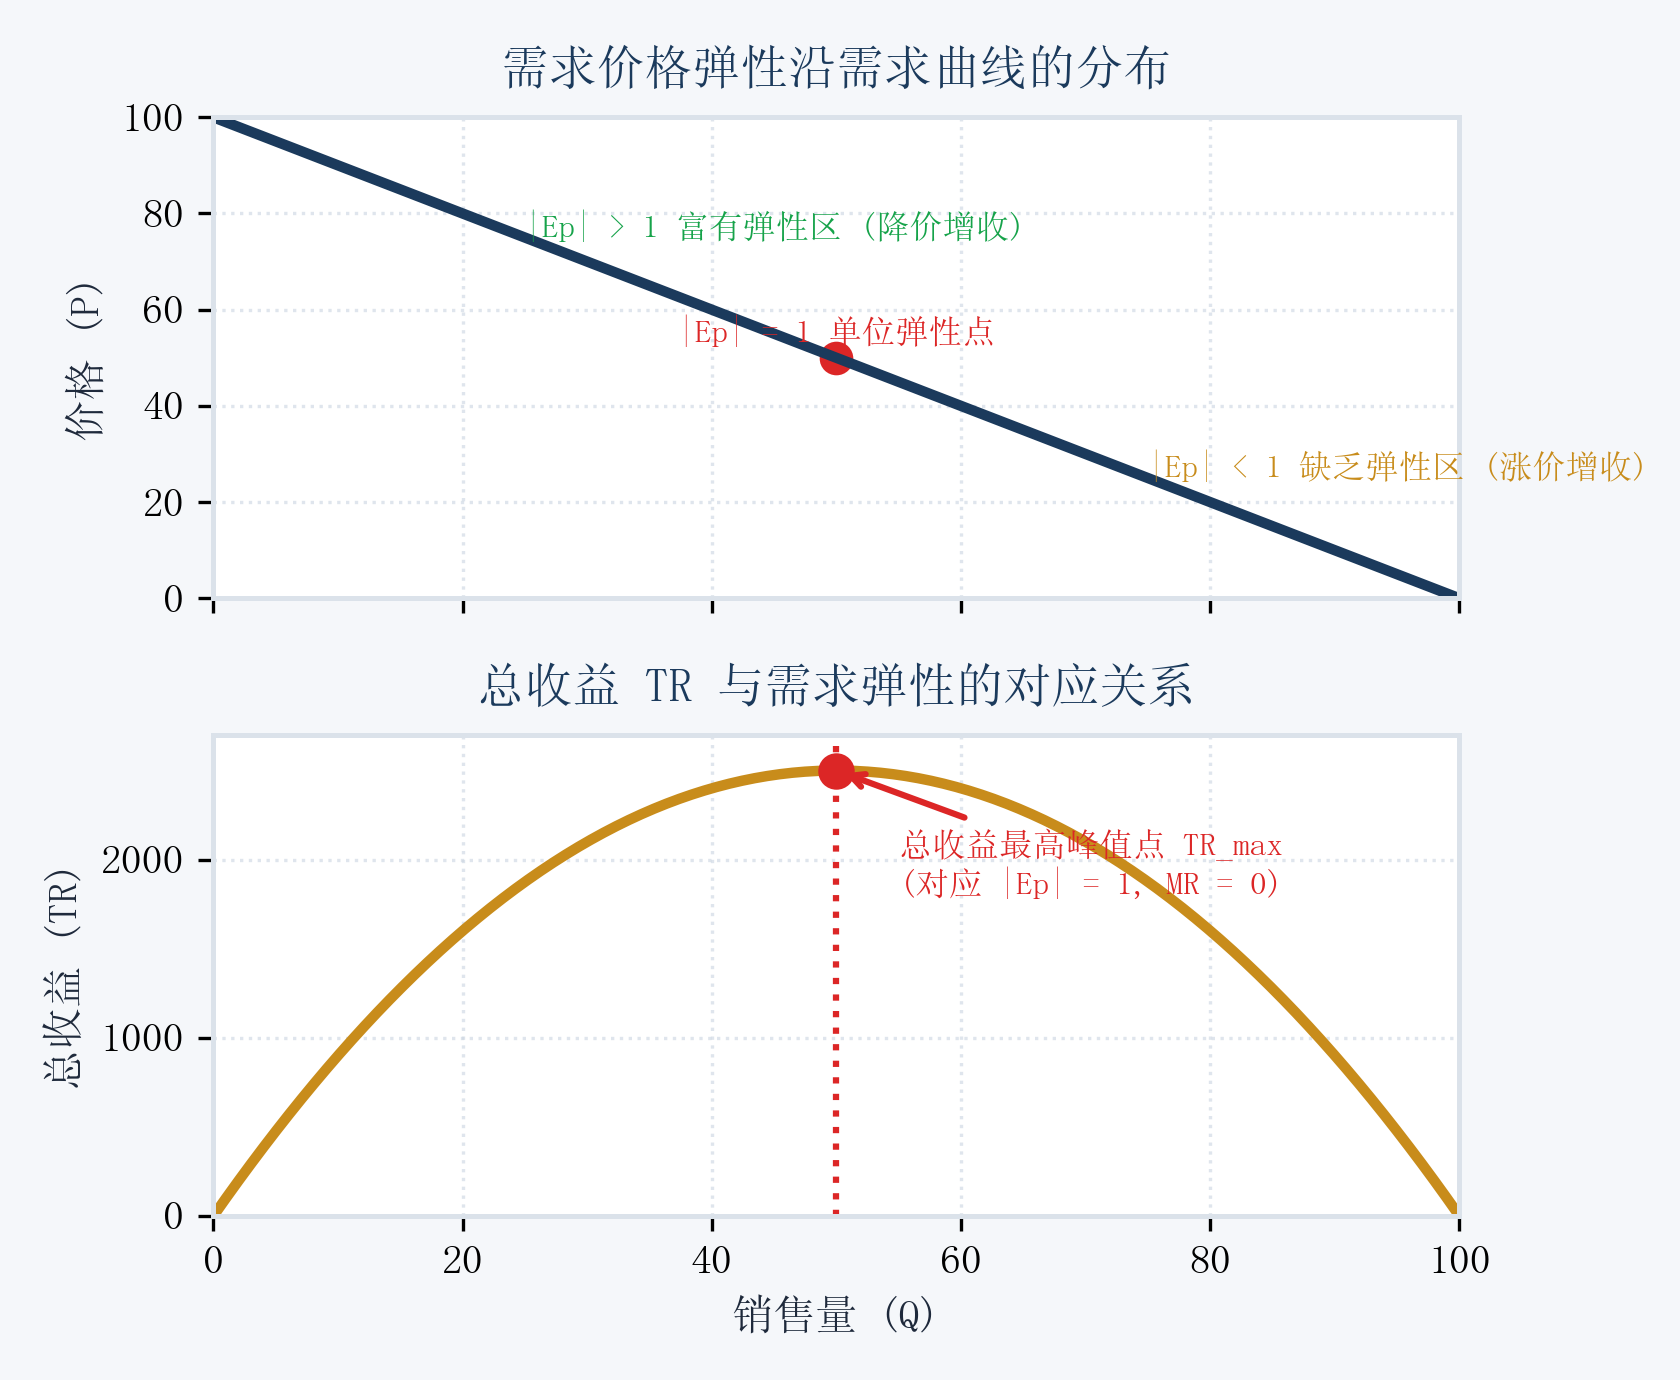 需求价格弹性沿需求曲线的分布
100
80
60
40
20
0
价格 (P)
|Ep| > 1 富有弹性区 (降价增收)
|Ep| = 1 单位弹性点
|Ep| < 1 缺乏弹性区 (涨价增收)
总收益 TR 与需求弹性的对应关系
2000
1000
0
总收益 (TR)
总收益最高峰值点 TR_max
(对应 |Ep| = 1, MR = 0)
0 20 40 60 80 100
销售量 (Q)